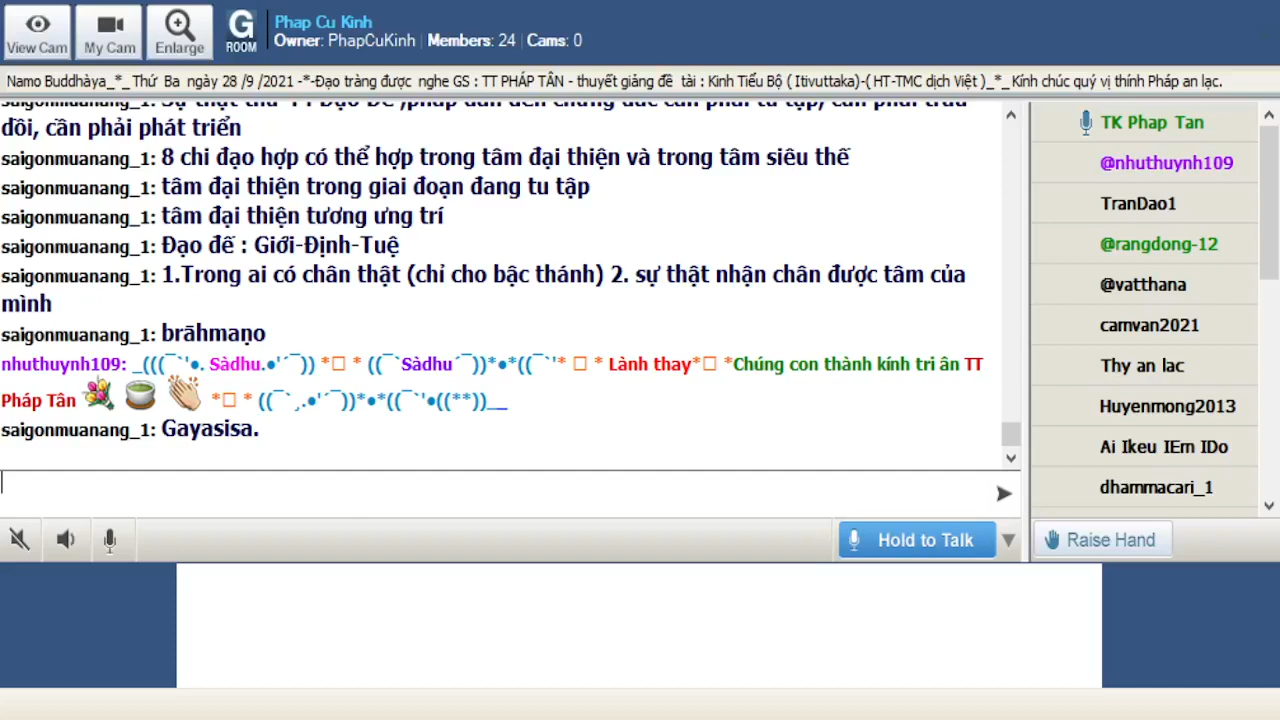 View Cam
My Cam
Enlarge
G
ROOM
Phap Cu Kinh
Owner: PhapCuKinh | Members: 24 | Cams: 0
Namo Buddhàya_*_ Thứ Ba ngày 28 /9 /2021 -*-Đạo tràng được nghe GS : TT PHÁP TÂN - thuyết giảng đề tài : Kinh Tiểu Bộ ( Itivuttaka)-( HT-TMC dịch Việt )_*_ Kính chúc quý vị thính Pháp an lạc.
dồi, cần phải phát triển
saigonmuanang_1: 8 chi đạo hợp có thể hợp trong tâm đại thiện và trong tâm siêu thế
saigonmuanang_1: tâm đại thiện trong giai đoạn đang tu tập
saigonmuanang_1: tâm đại thiện tương ưng trí
saigonmuanang_1: Đạo đế : Giới-Định-Tuệ
saigonmuanang_1: 1.Trong ai có chân thật (chỉ cho bậc thánh) 2. sự thật nhận chân được tâm của
mình
saigonmuanang_1: brāhmaṇo
nhuthuynh109: _(((¯`'•. Sàdhu.•'´¯)) *□ * ((¯`Sàdhu´¯))*•*((¯`'* □ * Lành thay*□ *Chúng con thành kính tri ân TT
Pháp Tân *□ * ((¯`¸.•'´¯))*•*((¯`'•((**))___
saigonmuanang_1: Gayasisa.
Hold to Talk
TK Phap Tan
@nhuthuynh109
TranDao1
@rangdong-12
@vatthana
camvan2021
Thy an lac
Huyenmong2013
Ai Ikeu IEm IDo
dhammacari_1
Raise Hand